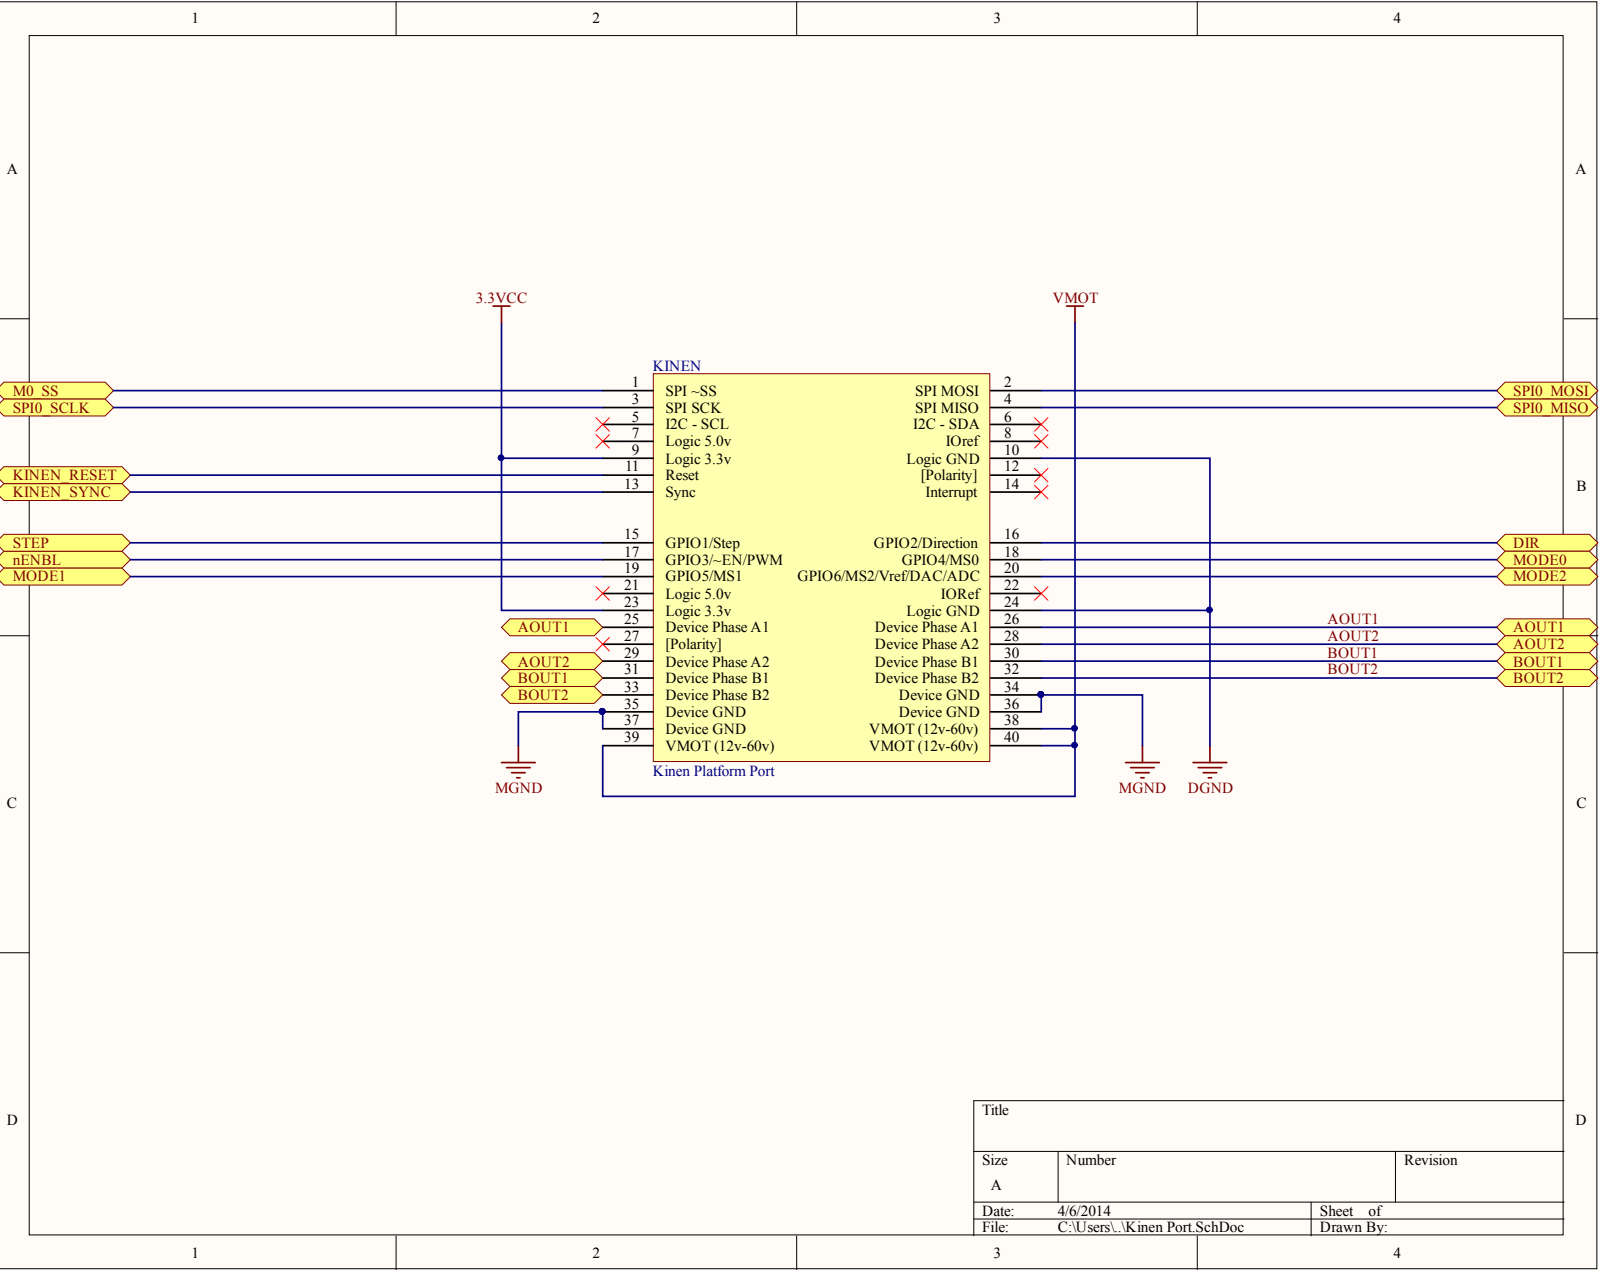 1 2 3 4
A A
3.3VCC VMOT
KINEN
M0_SS 1 SPI ~SS SPI MOSI 2 SPI0_MOSI
SPI0_SCLK 3 SPI SCK SPI MISO 4 SPI0_MISO
5 I2C - SCL I2C - SDA 6
7 Logic 5.0v IOref 8
9 Logic 3.3v Logic GND 10
KINEN_RESET 11 Reset [Polarity] 12
KINEN_SYNC 13 Sync Interrupt 14
B B
STEP 15 GPIO1/Step GPIO2/Direction 16 DIR
nENBL 17 GPIO3/~EN/PWM GPIO4/MS0 18 MODE0
MODE1 19 GPIO5/MS1 GPIO6/MS2/Vref/DAC/ADC 20 MODE2
21 Logic 5.0v IORef 22
23 Logic 3.3v Logic GND 24
AOUT1 25 Device Phase A1 Device Phase A1 26 AOUT1 AOUT1
27 [Polarity] Device Phase A2 28 AOUT2 AOUT2
AOUT2 29 Device Phase A2 Device Phase B1 30 BOUT1 BOUT1
BOUT1 31 Device Phase B1 Device Phase B2 32 BOUT2 BOUT2
BOUT2 33 Device Phase B2 Device GND 34
35 Device GND Device GND 36
37 Device GND VMOT (12v-60v) 38
39 VMOT (12v-60v) VMOT (12v-60v) 40
Kinen Platform Port
MGND MGND DGND
C C
D D
Title
Size Number Revision
A
Date: 4/6/2014 Sheet of
File: C:\Users\..\Kinen Port.SchDoc Drawn By:
1 2 3 4